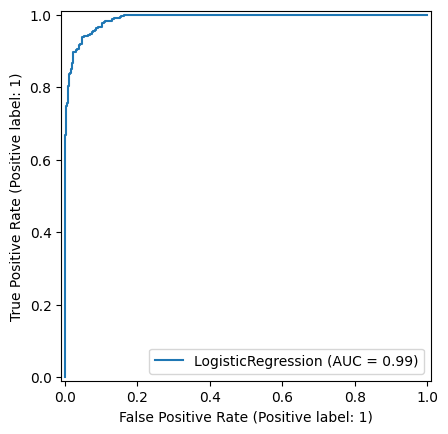 1.0
0.8
0.6
0.4
0.2
0.0
True Positive Rate (Positive label: 1)
LogisticRegression (AUC = 0.99)
0.0 0.2 0.4 0.6 0.8 1.0
False Positive Rate (Positive label: 1)